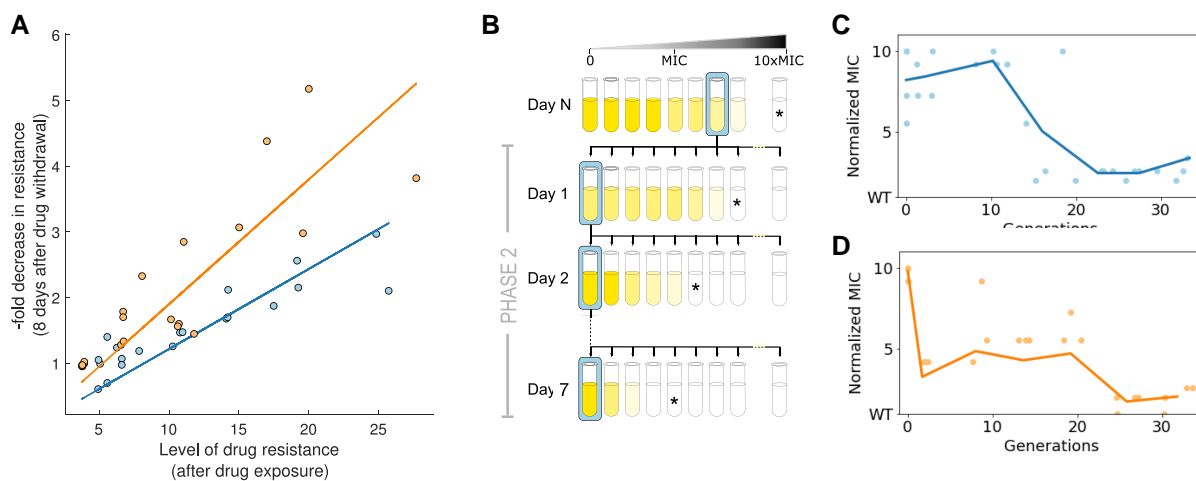 A
-fold decrease in resistance
(8 days after drug withdrawal)
6
5
4
3
2
1
5
10
15
20
25
Level of drug resistance
(after drug exposure)
B
0
MIC
10xMIC
Day N
*
PHASE 2
Day 1
*
Day 2
*
Day 7
*
C
Normalized MIC
10
5
WT
0
10
20
30
Generations
D
Normalized MIC
10
5
WT
0
10
20
30
Generations